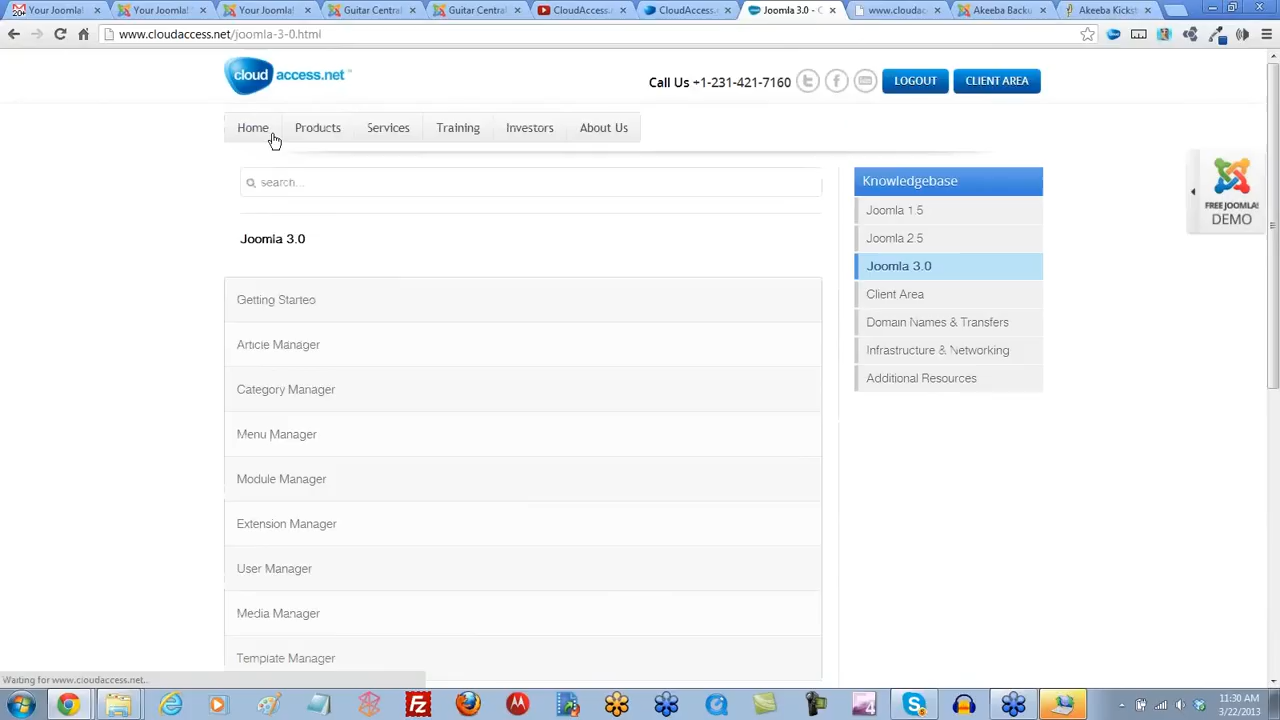 Your Joomla!
Your Joomla!
Your Joomla!
Guitar Central
Guitar Central
CloudAccess.n
CloudAccess.n
Joomla 3.0 - C
www.cloudacc
Akeeba Backu
Akeeba Kickst
www.cloudaccess.net/joomla-3-0.html
cloud access.net™
Call Us +1-231-421-7160
LOGOUT
CLIENT AREA
Home
Products
Services
Training
Investors
About Us
search...
Joomla 3.0
Getting Started
Article Manager
Category Manager
Menu Manager
Module Manager
Extension Manager
User Manager
Media Manager
Template Manager
Knowledgebase
Joomla 1.5
Joomla 2.5
Joomla 3.0
Client Area
Domain Names & Transfers
Infrastructure & Networking
Additional Resources
FREE JOOMLA!
DEMO
Waiting for www.cloudaccess.net...
11:30 AM
3/22/2013